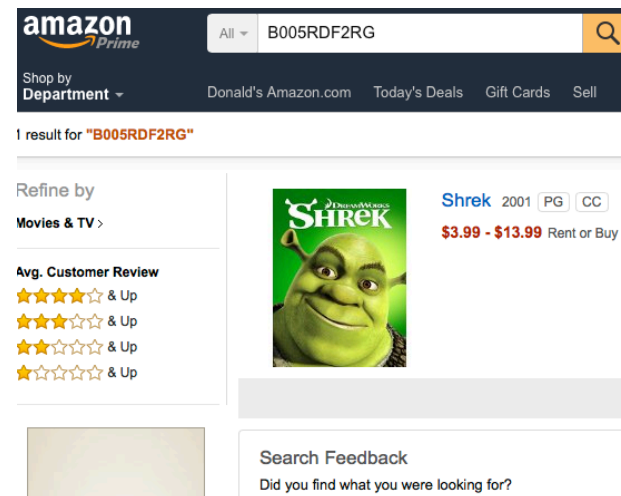 amazon
Prime
All
B005RDF2RG
Shop by
Department
Donald's Amazon.com Today's Deals Gift Cards Sell
1 result for "B005RDF2RG"
Refine by
Movies & TV >
Avg. Customer Review
& Up
& Up
& Up
& Up
DREAMWORKS
SHREK
Shrek 2001 PG CC
$3.99 - $13.99 Rent or Buy
Search Feedback
Did you find what you were looking for?